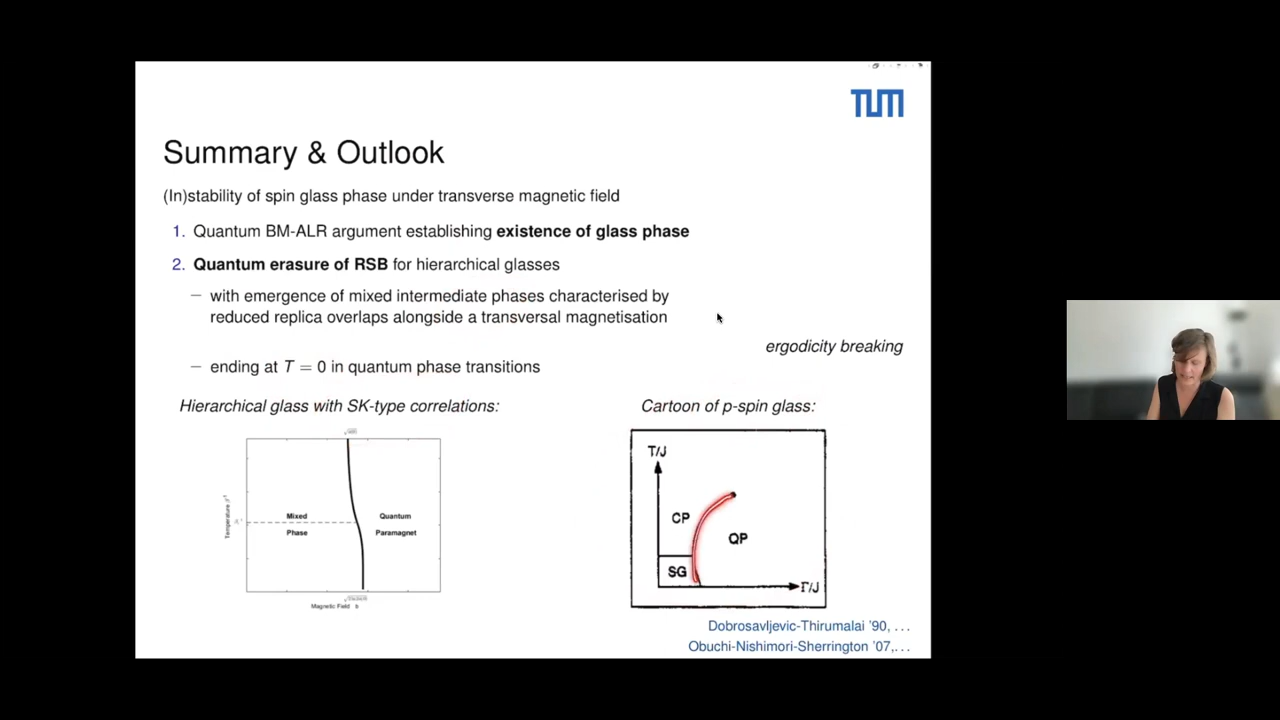 TUM
Summary & Outlook
(In)stability of spin glass phase under transverse magnetic field
1. Quantum BM-ALR argument establishing existence of glass phase
2. Quantum erasure of RSB for hierarchical glasses
– with emergence of mixed intermediate phases characterised by
reduced replica overlaps alongside a transversal magnetisation
ergodicity breaking
– ending at T = 0 in quantum phase transitions
Hierarchical glass with SK-type correlations:
Cartoon of p-spin glass:
Mixed
Phase
Quantum
Paramagnet
Temperature
Magnetic Field
T/J
CP
QP
SG
Γ/J
Dobrosavljevic-Thirumalai '90, ...
Obuchi-Nishimori-Sherrington '07,...